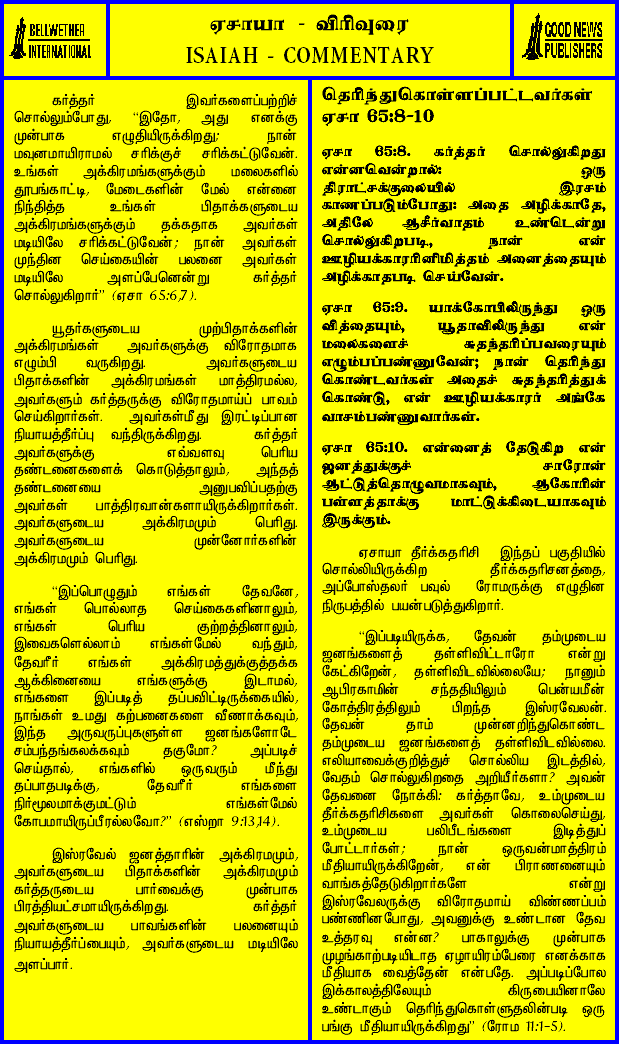 BELLWETHER
INTERNATIONAL
ஏசாயா - விரிவுரை
ISAIAH - COMMENTARY
GOOD NEWS
PUBLISHERS
கர்த்தர் இவர்களைப்பற்றிச்
சொல்லும்போது, “இதோ, அது எனக்கு
முன்பாக எழுதியிருக்கிறது; நான்
மவுனமாயிராமல் சரிக்குச் சரிக்கட்டுவேன்.
உங்கள் அக்கிரமங்களுக்கும் மலைகளில்
தூபங்காட்டி, மேடைகளின் மேல் என்னை
நிந்தித்த உங்கள் பிதாக்களுடைய
அக்கிரமங்களுக்கும் தக்கதாக அவர்கள்
மடியிலே சரிக்கட்டுவேன்; நான் அவர்கள்
முந்தின செய்கையின் பலனை அவர்கள்
மடியிலே அளப்பேனென்று கர்த்தர்
சொல்லுகிறார்” (ஏசா 65:6,7).
யூதர்களுடைய முற்பிதாக்களின்
அக்கிரமங்கள் அவர்களுக்கு விரோதமாக
எழும்பி வருகிறது. அவர்களுடைய
பிதாக்களின் அக்கிரமங்கள் மாத்திரமல்ல,
அவர்களும் கர்த்தருக்கு விரோதமாய்ப் பாவம்
செய்கிறார்கள். அவர்கள்மீது இரட்டிப்பான
நியாயத்தீர்ப்பு வந்திருக்கிறது. கர்த்தர்
அவர்களுக்கு எவ்வளவு பெரிய
தண்டனைகளைக் கொடுத்தாலும், அந்தத்
தண்டனையை அனுபவிப்பதற்கு
அவர்கள் பாத்திரவான்களாயிருக்கிறார்கள்.
அவர்களுடைய அக்கிரமமும் பெரிது.
அவர்களுடைய முன்னோர்களின்
அக்கிரமமும் பெரிது.
“இப்பொழுதும் எங்கள் தேவனே,
எங்கள் பொல்லாத செய்கைகளினாலும்,
எங்கள் பெரிய குற்றத்தினாலும்,
இவைகளெல்லாம் எங்கள்மேல் வந்தும்,
தேவரீர் எங்கள் அக்கிரமத்துக்குத்தக்க
ஆக்கினையை எங்களுக்கு இடாமல்,
எங்களை இப்படித் தப்பவிட்டிருக்கையில்,
நாங்கள் உமது கற்பனைகளை வீணாக்கவும்,
இந்த அருவருப்புகளுள்ள ஜனங்களோடே
சம்பந்தங்கலக்கவும் தகுமோ? அப்படிச்
செய்தால், எங்களில் ஒருவரும் மீந்து
தப்பாதபடிக்கு, தேவரீர் எங்களை
நிர்மூலமாக்குமட்டும் எங்கள்மேல்
கோபமாயிருப்பீரல்லவோ?” (எஸ்றா 9:13,14).
இஸ்ரவேல் ஜனத்தாரின் அக்கிரமமும்,
அவர்களுடைய பிதாக்களின் அக்கிரமமும்
கர்த்தருடைய பார்வைக்கு முன்பாக
பிரத்தியட்சமாயிருக்கிறது. கர்த்தர்
அவர்களுடைய பாவங்களின் பலனையும்
நியாயத்தீர்ப்பையும், அவர்களுடைய மடியிலே
அளப்பார்.
தெரிந்துகொள்ளப்பட்டவர்கள்
ஏசா 65:8-10
ஏசா 65:8. கர்த்தர் சொல்லுகிறது
என்னவென்றால்: ஒரு
திராட்சக்குலையில் இரசம்
காணப்படும்போது: அதை அழிக்காதே,
அதிலே ஆசீர்வாதம் உண்டென்று
சொல்லுகிறபடி, நான் என்
ஊழியக்காரரினிமித்தம் அனைத்தையும்
அழிக்காதபடி செய்வேன்.
ஏசா 65:9. யாக்கோபிலிருந்து ஒரு
வித்தையும், யூதாவிலிருந்து என்
மலைகளைச் சுதந்தரிப்பவரையும்
எழும்பப்பண்ணுவேன்; நான் தெரிந்து
கொண்டவர்கள் அதைச் சுதந்தரித்துக்
கொண்டு, என் ஊழியக்காரர் அங்கே
வாசம்பண்ணுவார்கள்.
ஏசா 65:10. என்னைத் தேடுகிற என்
ஜனத்துக்குச் சாரோன்
ஆட்டுத்தொழுவமாகவும், ஆகோரின்
பள்ளத்தாக்கு மாட்டுக்கிடையாகவும்
இருக்கும்.
ஏசாயா தீர்க்கதரிசி இந்தப் பகுதியில்
சொல்லியிருக்கிற தீர்க்கதரிசனத்தை,
அப்போஸ்தலர் பவுல் ரோமருக்கு எழுதின
நிருபத்தில் பயன்படுத்துகிறார்.
“இப்படியிருக்க, தேவன் தம்முடைய
ஜனங்களைத் தள்ளிவிட்டாரோ என்று
கேட்கிறேன், தள்ளிவிடவில்லையே; நானும்
ஆபிரகாமின் சந்ததியிலும் பென்யமீன்
கோத்திரத்திலும் பிறந்த இஸ்ரவேலன்.
தேவன் தாம் முன்னறிந்துகொண்ட
தம்முடைய ஜனங்களைத் தள்ளிவிடவில்லை.
எலியாவைக்குறித்துச் சொல்லிய இடத்தில்,
வேதம் சொல்லுகிறதை அறியீர்களா? அவன்
தேவனை நோக்கி: கர்த்தாவே, உம்முடைய
தீர்க்கதரிசிகளை அவர்கள் கொலைசெய்து,
உம்முடைய பலிபீடங்களை இடித்துப்
போட்டார்கள்; நான் ஒருவன்மாத்திரம்
மீதியாயிருக்கிறேன், என் பிராணனையும்
வாங்கத்தேடுகிறார்களே என்று
இஸ்ரவேலருக்கு விரோதமாய் விண்ணப்பம்
பண்ணினபோது, அவனுக்கு உண்டான தேவ
உத்தரவு என்ன? பாகாலுக்கு முன்பாக
முழங்காற்படியிடாத ஏழாயிரம்பேரை எனக்காக
மீதியாக வைத்தேன் என்பதே. அப்படிப்போல
இக்காலத்திலேயும் கிருபையினாலே
உண்டாகும் தெரிந்துகொள்ளுதலின்படி ஒரு
பங்கு மீதியாயிருக்கிறது” (ரோம 11:1-5).